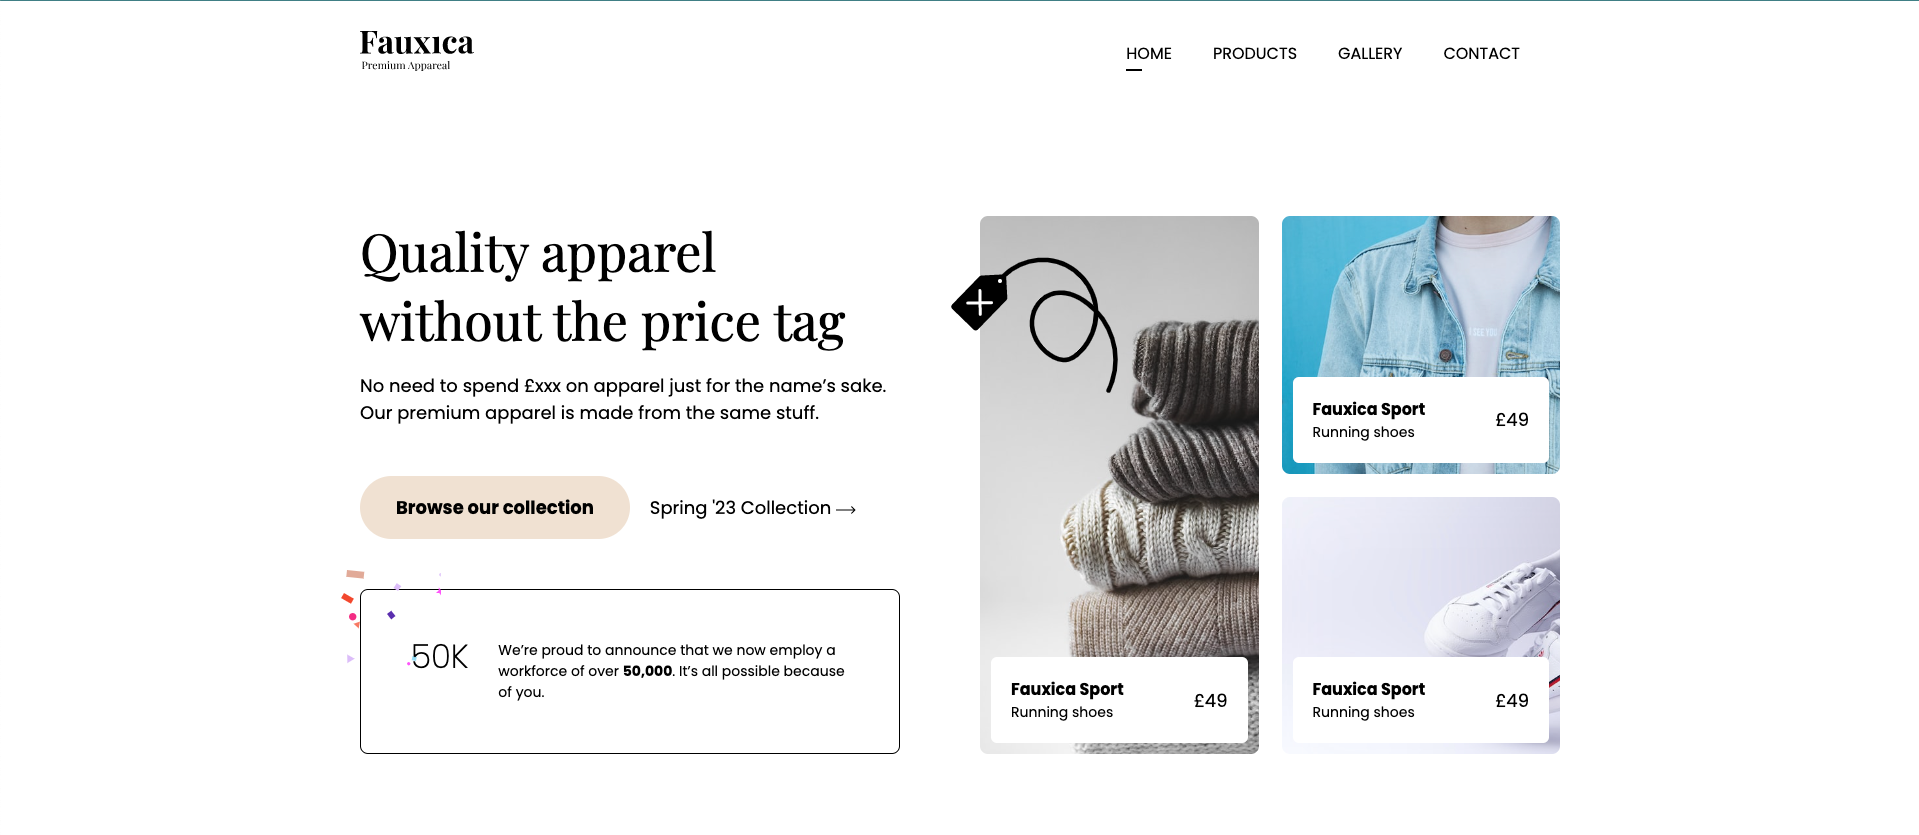 Fauxıca
Premium Appareal
HOME PRODUCTS GALLERY CONTACT
Quality apparel
without the price tag
No need to spend £xxx on apparel just for the name’s sake.
Our premium apparel is made from the same stuff.
Browse our collection
Spring '23 Collection →
50K
We’re proud to announce that we now employ a
workforce of over 50,000. It’s all possible because
of you.
Fauxica Sport
Running shoes
£49
I SEE YOU
Fauxica Sport
Running shoes
£49
Fauxica Sport
Running shoes
£49